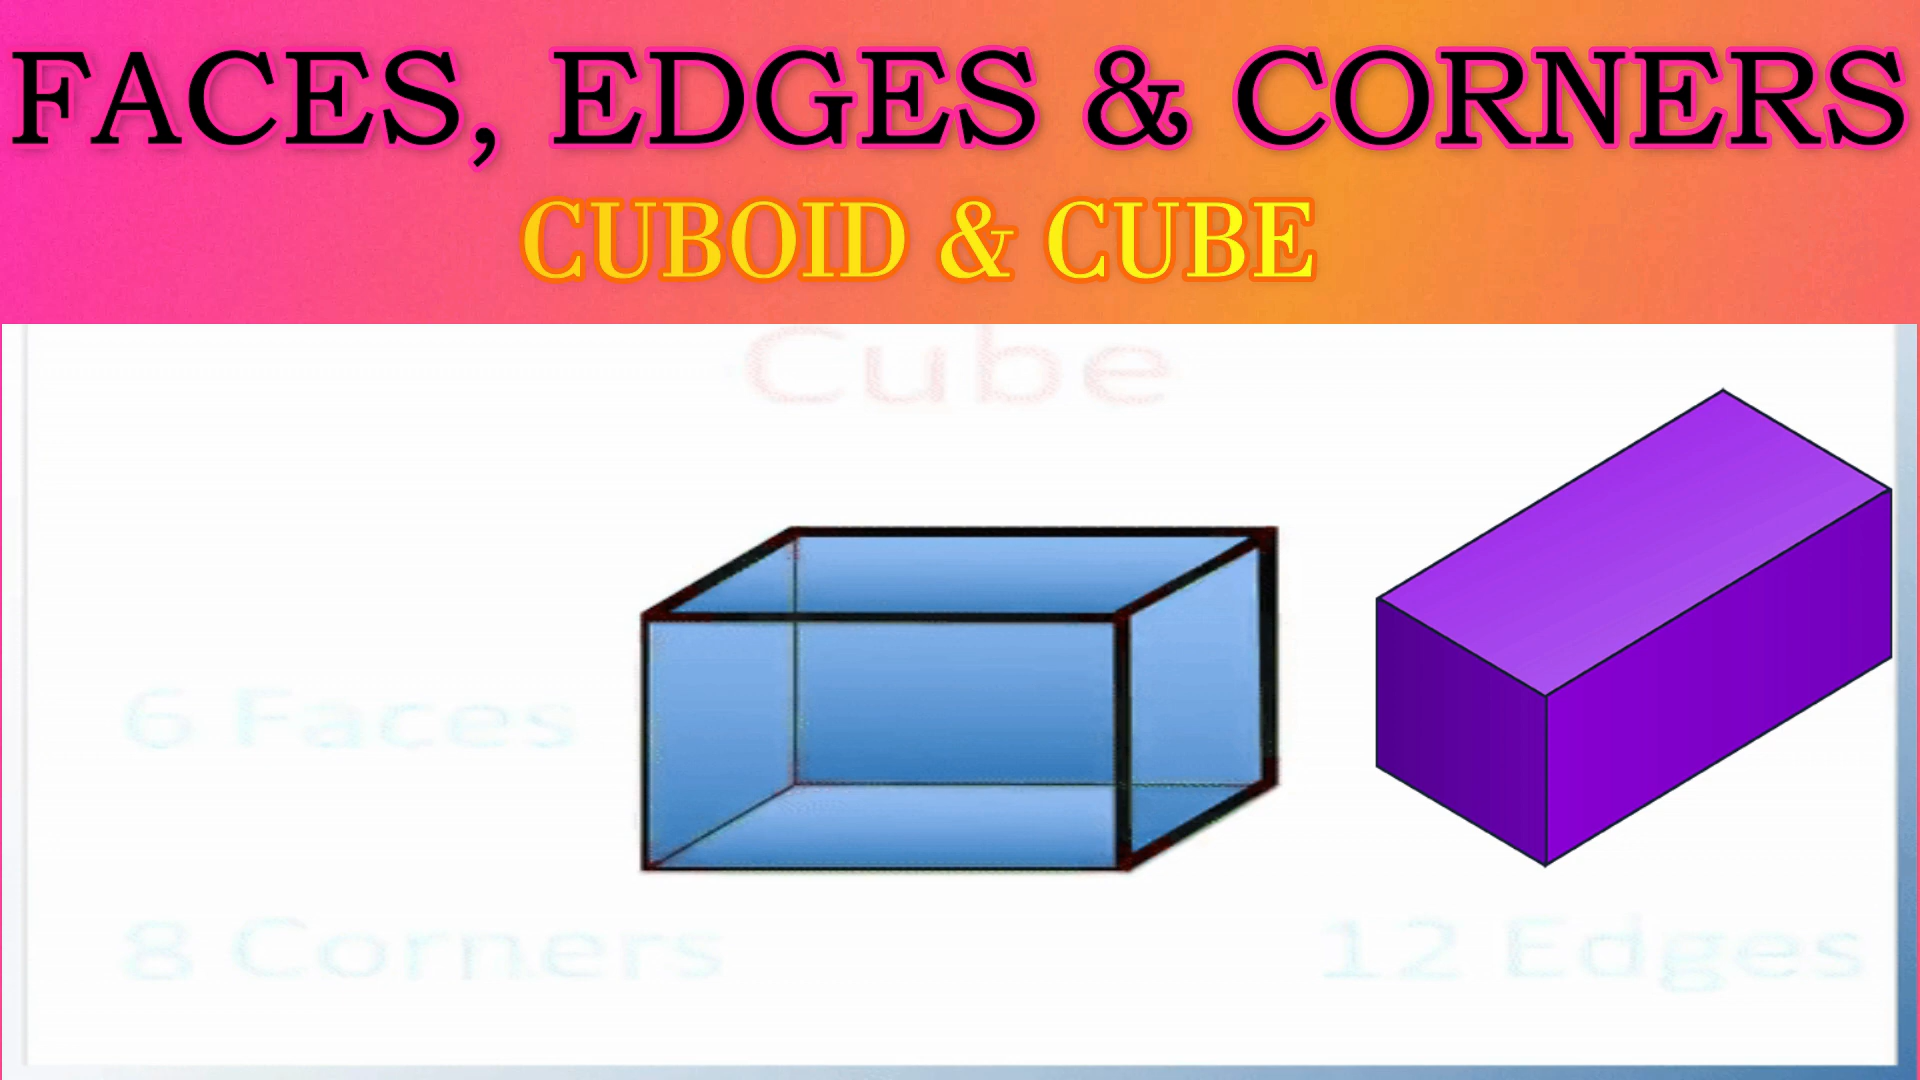 FACES, EDGES & CORNERS
CUBOID & CUBE
Cube
6 Faces
8 Corners
12 Edges